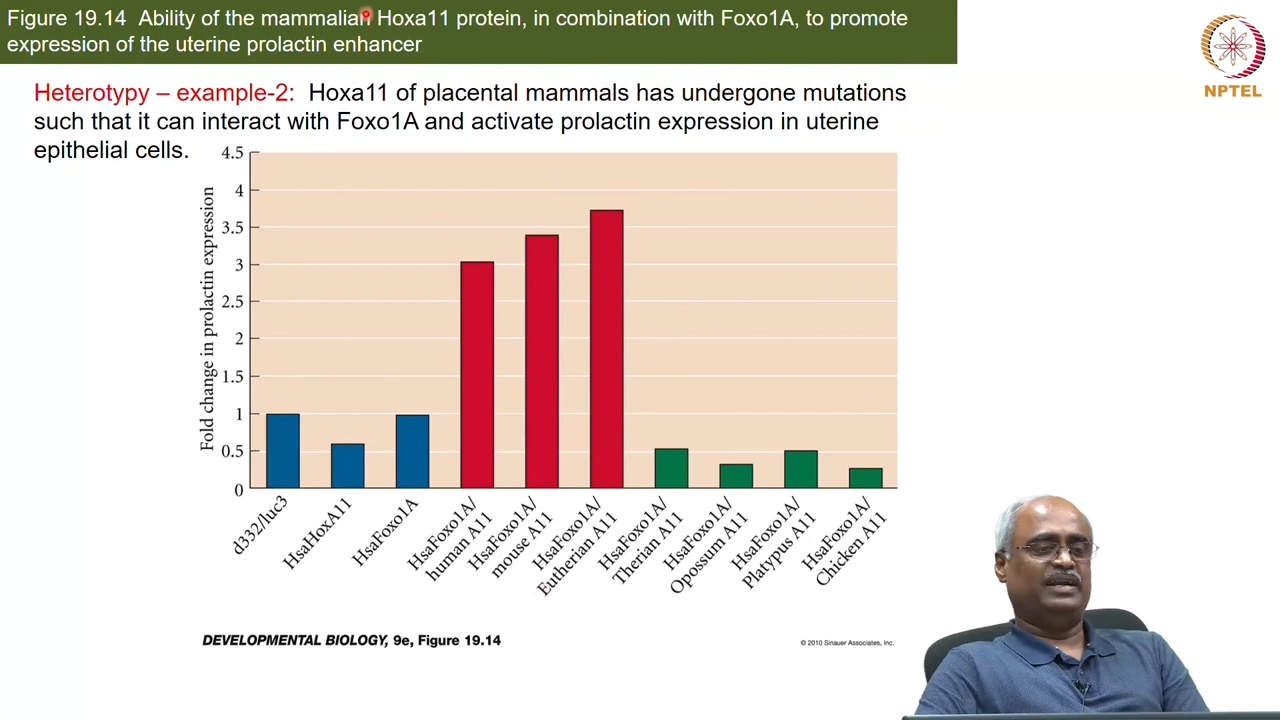 Figure 19.14 Ability of the mammalian Hoxa11 protein, in combination with Foxo1A, to promote
expression of the uterine prolactin enhancer
NPTEL
Heterotypy – example-2: Hoxa11 of placental mammals has undergone mutations
such that it can interact with Foxo1A and activate prolactin expression in uterine
epithelial cells.
Fold change in prolactin expression
4.5
4
3.5
3
2.5
2
1.5
1
0.5
0
d332/luc3
HsaHoxA11
HsaFoxo1A
HsaFoxo1A/
human A11
HsaFoxo1A/
mouse A11
HsaFoxo1A/
Eutherian A11
HsaFoxo1A/
Therian A11
HsaFoxo1A/
Opossum A11
HsaFoxo1A/
Platypus A11
HsaFoxo1A/
Chicken A11
DEVELOPMENTAL BIOLOGY, 9e, Figure 19.14
© 2010 Sinauer Associates, Inc.